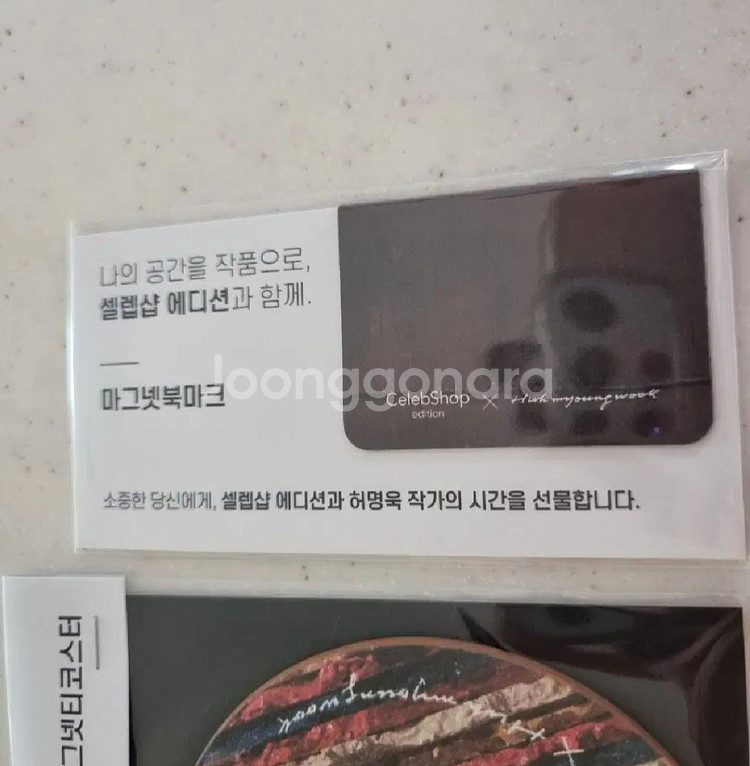 나의 공간을 작품으로,
셀렙샵 에디션과 함께.
마그넷북마크
joonggonara
CelebShop × Huhmyoungwook
edition
소중한 당신에게, 셀렙샵 에디션과 허명욱 작가의 시간을 선물합니다.
그넷티코스터